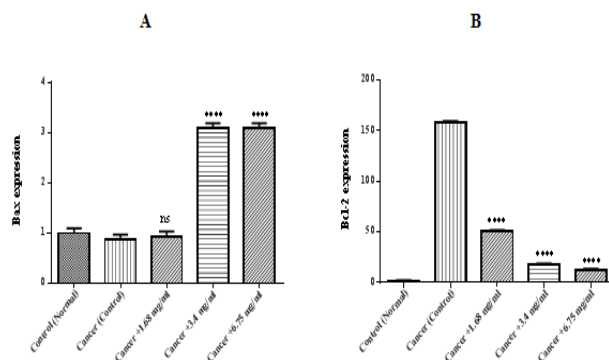 A
Bax expression
4
3
2
1
0
ns
****
****
Control (Normal)
Cancer (Control)
Cancer +1.68 mg/ml
Cancer +3.4 mg/ml
Cancer +6.75 mg/ml
B
Bcl-2 expression
200
150
100
50
0
****
****
****
Control (Normal)
Cancer (Control)
Cancer +1.68 mg/ml
Cancer +3.4 mg/ml
Cancer +6.75 mg/ml